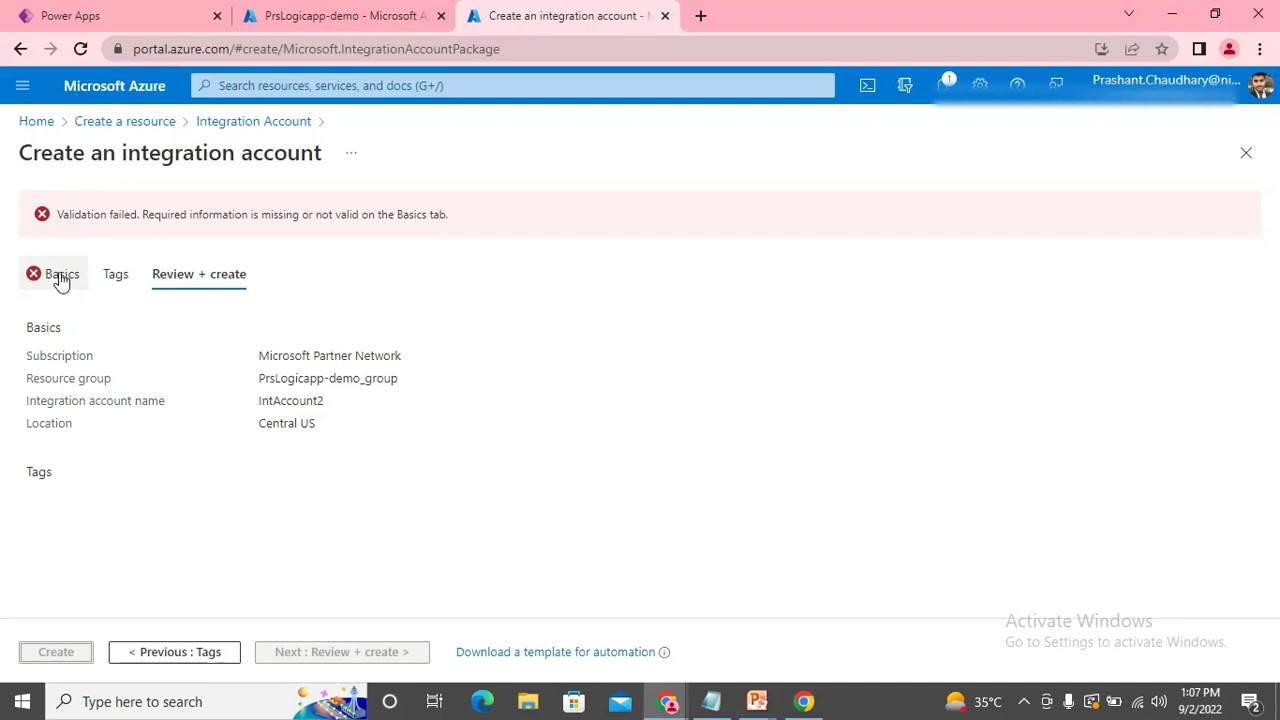 Power Apps
PrsLogicapp-demo - Microsoft A
Create an integration account -
portal.azure.com/#create/Microsoft.IntegrationAccountPackage
Microsoft Azure
Search resources, services, and docs (G+/)
1
Prashant.Chaudhary@ni...
Home > Create a resource > Integration Account >
Create an integration account ...
Validation failed. Required information is missing or not valid on the Basics tab.
Basics Tags Review + create
Basics
Subscription Microsoft Partner Network
Resource group PrsLogicapp-demo_group
Integration account name IntAccount2
Location Central US
Tags
Activate Windows
Go to Settings to activate Windows.
Create < Previous : Tags Next : Review + create > Download a template for automation
Type here to search
35°C
1:07 PM
9/2/2022
2